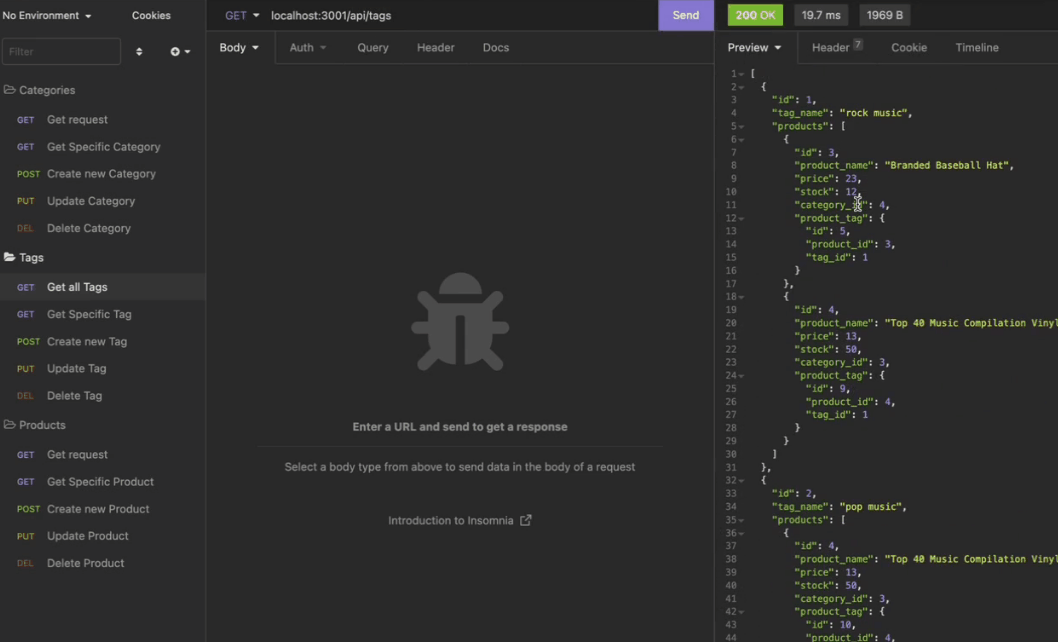 No Environment
Cookies
Filter
Categories
GET Get request
GET Get Specific Category
POST Create new Category
PUT Update Category
DEL Delete Category
Tags
GET Get all Tags
GET Get Specific Tag
POST Create new Tag
PUT Update Tag
DEL Delete Tag
Products
GET Get request
GET Get Specific Product
POST Create new Product
PUT Update Product
DEL Delete Product
GET localhost:3001/api/tags Send
Body Auth Query Header Docs
Enter a URL and send to get a response
Select a body type from above to send data in the body of a request
Introduction to Insomnia
200 OK 19.7 ms 1969 B
Preview Header 7 Cookie Timeline
1 [
2 {
3 "id": 1,
4 "tag_name": "rock music",
5 "products": [
6 {
7 "id": 3,
8 "product_name": "Branded Baseball Hat",
9 "price": 23,
10 "stock": 12,
11 "category_id": 4,
12 "product_tag": {
13 "id": 5,
14 "product_id": 3,
15 "tag_id": 1
16 }
17 },
18 {
19 "id": 4,
20 "product_name": "Top 40 Music Compilation Vinyl
21 "price": 13,
22 "stock": 50,
23 "category_id": 3,
24 "product_tag": {
25 "id": 9,
26 "product_id": 4,
27 "tag_id": 1
28 }
29 }
30 ]
31 },
32 {
33 "id": 2,
34 "tag_name": "pop music",
35 "products": [
36 {
37 "id": 4,
38 "product_name": "Top 40 Music Compilation Vinyl
39 "price": 13,
40 "stock": 50,
41 "category_id": 3,
42 "product_tag": {
43 "id": 10,
44 "product_id": 4,